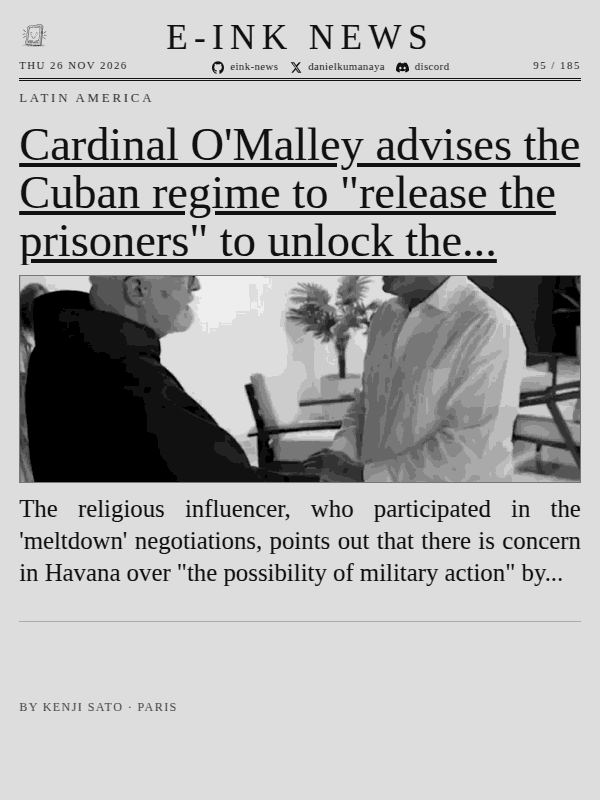 E-INK NEWS
THU 26 NOV 2026
eink-news danielkumanaya discord
95 / 185
LATIN AMERICA
Cardinal O'Malley advises the
Cuban regime to "release the
prisoners" to unlock the...
The religious influencer, who participated in the
'meltdown' negotiations, points out that there is concern
in Havana over "the possibility of military action" by...
BY KENJI SATO · PARIS